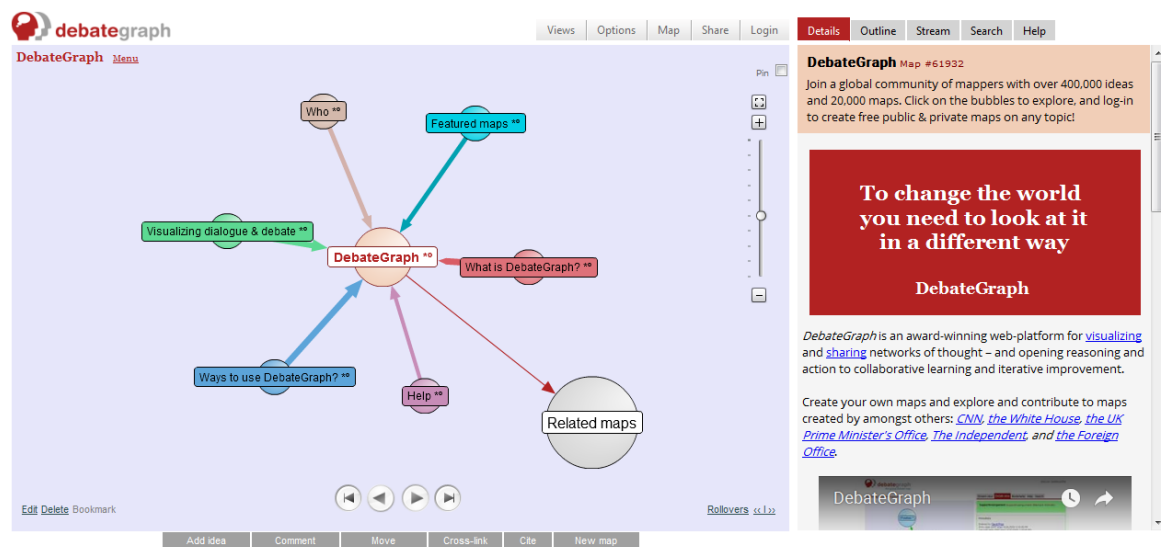 debategraph
Views Options Map Share Login
Details Outline Stream Search Help
DebateGraph Menu
Pin
Who *º
Featured maps *º
Visualizing dialogue & debate *º
DebateGraph *º
What is DebateGraph? *º
Ways to use DebateGraph? *º
Help *º
Related maps
Edit Delete Bookmark
Rollovers << | >>
Add idea Comment Move Cross-link Cite New map
DebateGraph Map #61932
Join a global community of mappers with over 400,000 ideas
and 20,000 maps. Click on the bubbles to explore, and log-in
to create free public & private maps on any topic!
To change the world
you need to look at it
in a different way
DebateGraph
DebateGraph is an award-winning web-platform for visualizing
and sharing networks of thought – and opening reasoning and
action to collaborative learning and iterative improvement.
Create your own maps and explore and contribute to maps
created by amongst others: CNN, the White House, the UK
Prime Minister's Office, The Independent, and the Foreign
Office.
DebateGraph